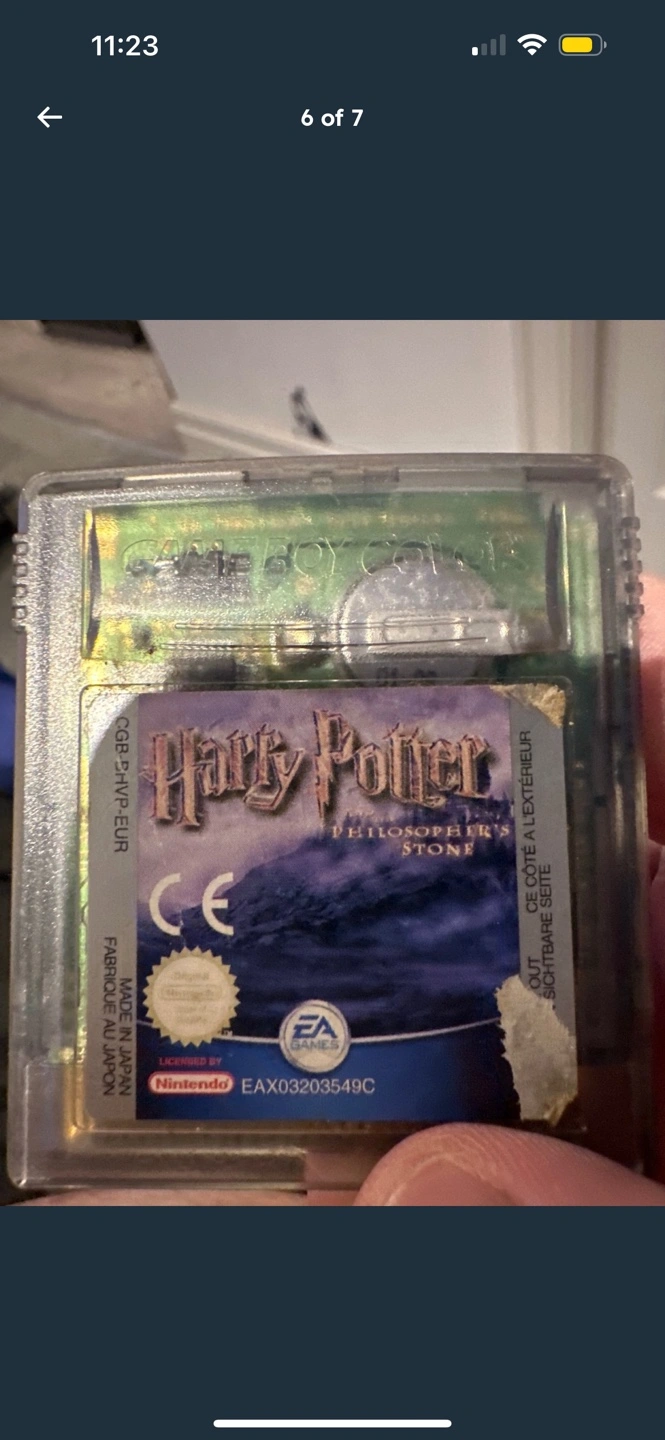 11:23
6 of 7
GAME BOY COLOR
CGB-BHVP-EUR
Harry Potter
PHILOSOPHER'S
STONE
CE
CE CÔTÉ A L'EXTÉRIEUR
OUT
SICHTBARE SEITE
MADE IN JAPAN
FABRIQUE AU JAPON
Original
EA
GAMES
LICENSED BY
Nintendo
EAX03203549C